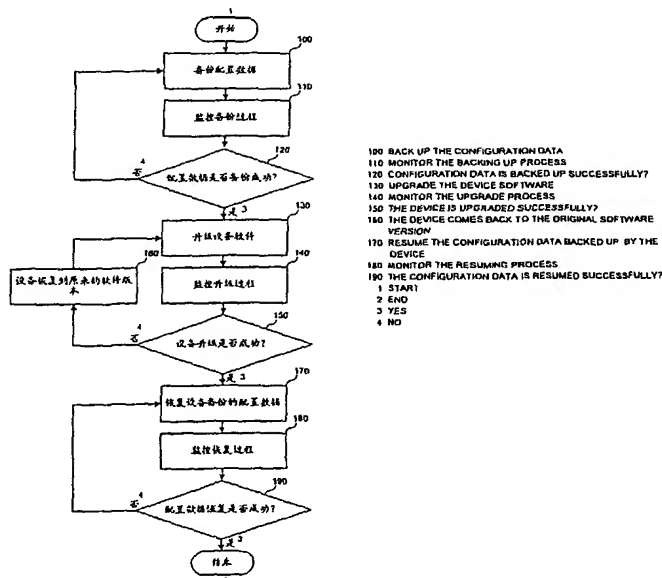 1
开始
100
备份配置数据
110
监控备份过程
120
4
否
配置数据是否备份成功?
是 3
130
升级设备软件
160
140
设备恢复到原来的软件版
本
监控升级过程
150
4
否
设备升级是否成功?
是 3
170
恢复设备备份的配置数据
180
监控恢复过程
190
4
否
配置数据恢复是否成功?
是 3
结束
100 BACK UP THE CONFIGURATION DATA
110 MONITOR THE BACKING UP PROCESS
120 CONFIGURATION DATA IS BACKED UP SUCCESSFULLY?
130 UPGRADE THE DEVICE SOFTWARE
140 MONITOR THE UPGRADE PROCESS
150 THE DEVICE IS UPGRADED SUCCESSFULLY?
160 THE DEVICE COMES BACK TO THE ORIGINAL SOFTWARE
VERSION
170 RESUME THE CONFIGURATION DATA BACKED UP BY THE
DEVICE
180 MONITOR THE RESUMING PROCESS
190 THE CONFIGURATION DATA IS RESUMED SUCCESSFULLY?
1 START
2 END
3 YES
4 NO